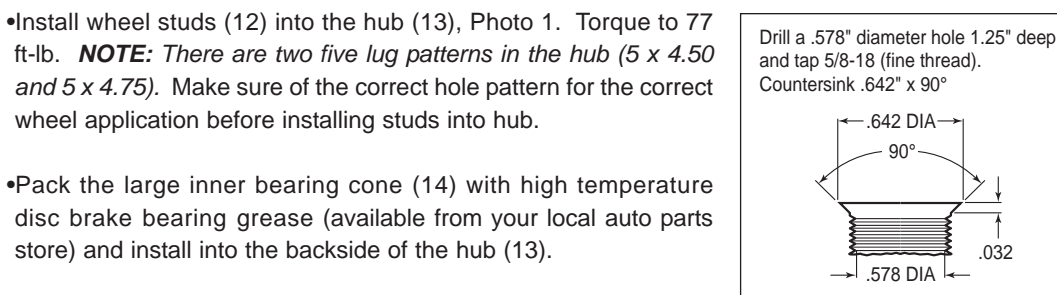 •Install wheel studs (12) into the hub (13), Photo 1. Torque to 77
ft-lb. NOTE: There are two five lug patterns in the hub (5 x 4.50
and 5 x 4.75). Make sure of the correct hole pattern for the correct
wheel application before installing studs into hub.
•Pack the large inner bearing cone (14) with high temperature
disc brake bearing grease (available from your local auto parts
store) and install into the backside of the hub (13).
Drill a .578" diameter hole 1.25" deep
and tap 5/8-18 (fine thread).
Countersink .642" x 90°
.642 DIA
90°
.032
.578 DIA